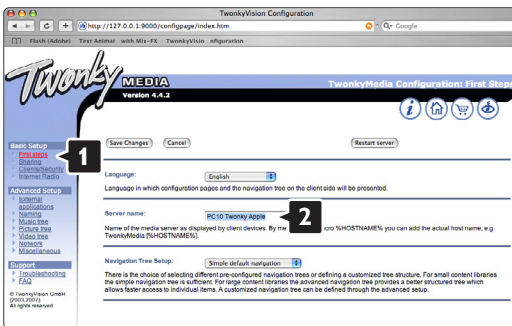 TwonkyVision Configuration
http://127.0.0.1:9000/configpage/index.htm
Google
Flash (Adobe) Text Animat with Mix-FX TwonkyVisio nfiguration
Twonky MEDIA
Version 4.4.2
TwonkyMedia Configuration: First Steps
Basic Setup
First steps
Sharing
Clients/Security
Internet Radio
Advanced Setup
External
applications
Naming
Music tree
Picture tree
Video tree
Network
Miscellaneous
Support
Troubleshooting
FAQ
© TwonkyVision GmbH
(2003,2007)
All rights reserved
1
Save Changes Cancel Restart server
Language: English
Language in which configuration pages and the navigation tree on the client side will be presented.
Server name: PC10 Twonky Apple
2
Name of the media server as displayed by client devices. By me cro %HOSTNAME% you can add the actual host name, e.g.
TwonkyMedia [%HOSTNAME%].
Navigation Tree Setup: Simple default navigation
There is the choice of selecting different pre-configured navigation trees or defining a customized tree structure. For small content libraries
the simple navigation tree is sufficient. For large content libraries the advanced navigation tree provides a better structured tree which
allows faster access to individual items. A customized navigation tree can be defined through the advanced setup.